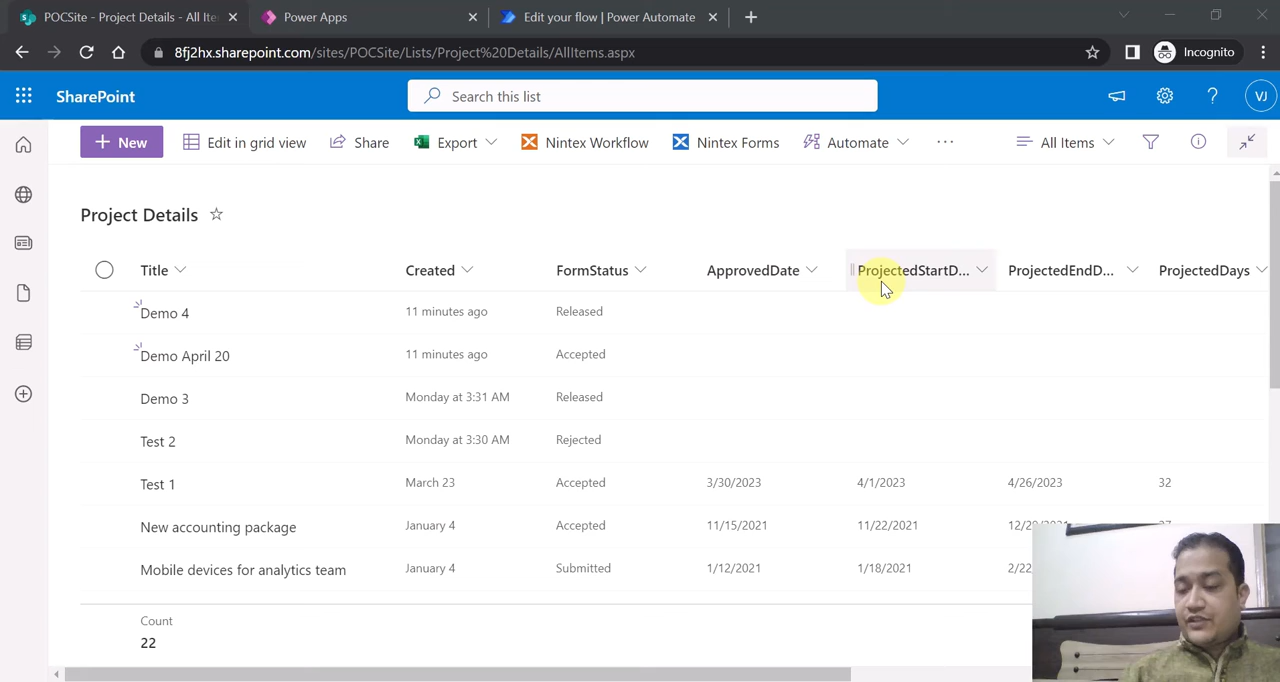 POCSite - Project Details - All Ite
Power Apps
Edit your flow | Power Automate
8fj2hx.sharepoint.com/sites/POCSite/Lists/Project%20Details/AllItems.aspx
Incognito
SharePoint
Search this list
VJ
New
Edit in grid view
Share
Export
Nintex Workflow
Nintex Forms
Automate
All Items
Project Details
Title Created FormStatus ApprovedDate ProjectedStartD... ProjectedEndD... ProjectedDays
Demo 4 11 minutes ago Released
Demo April 20 11 minutes ago Accepted
Demo 3 Monday at 3:31 AM Released
Test 2 Monday at 3:30 AM Rejected
Test 1 March 23 Accepted 3/30/2023 4/1/2023 4/26/2023 32
New accounting package January 4 Accepted 11/15/2021 11/22/2021
Mobile devices for analytics team January 4 Submitted 1/12/2021 1/18/2021
Count
22